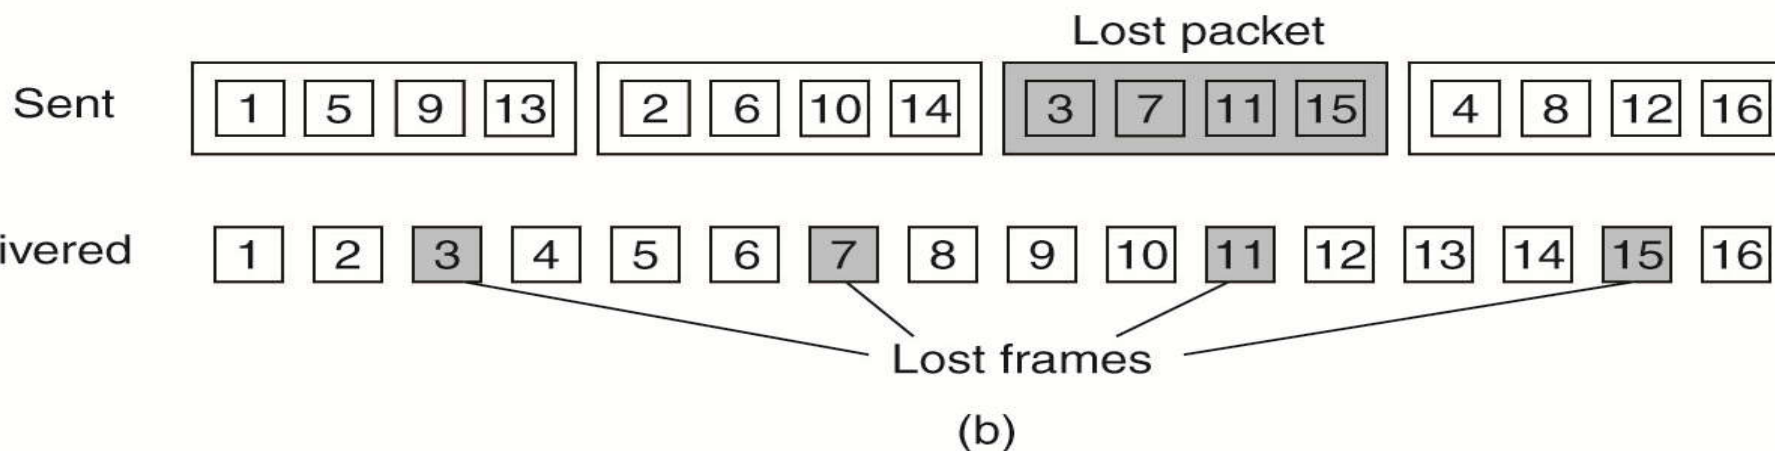 Lost packet
Sent 1 5 9 13 2 6 10 14 3 7 11 15 4 8 12 16
ivered 1 2 3 4 5 6 7 8 9 10 11 12 13 14 15 16
Lost frames
(b)